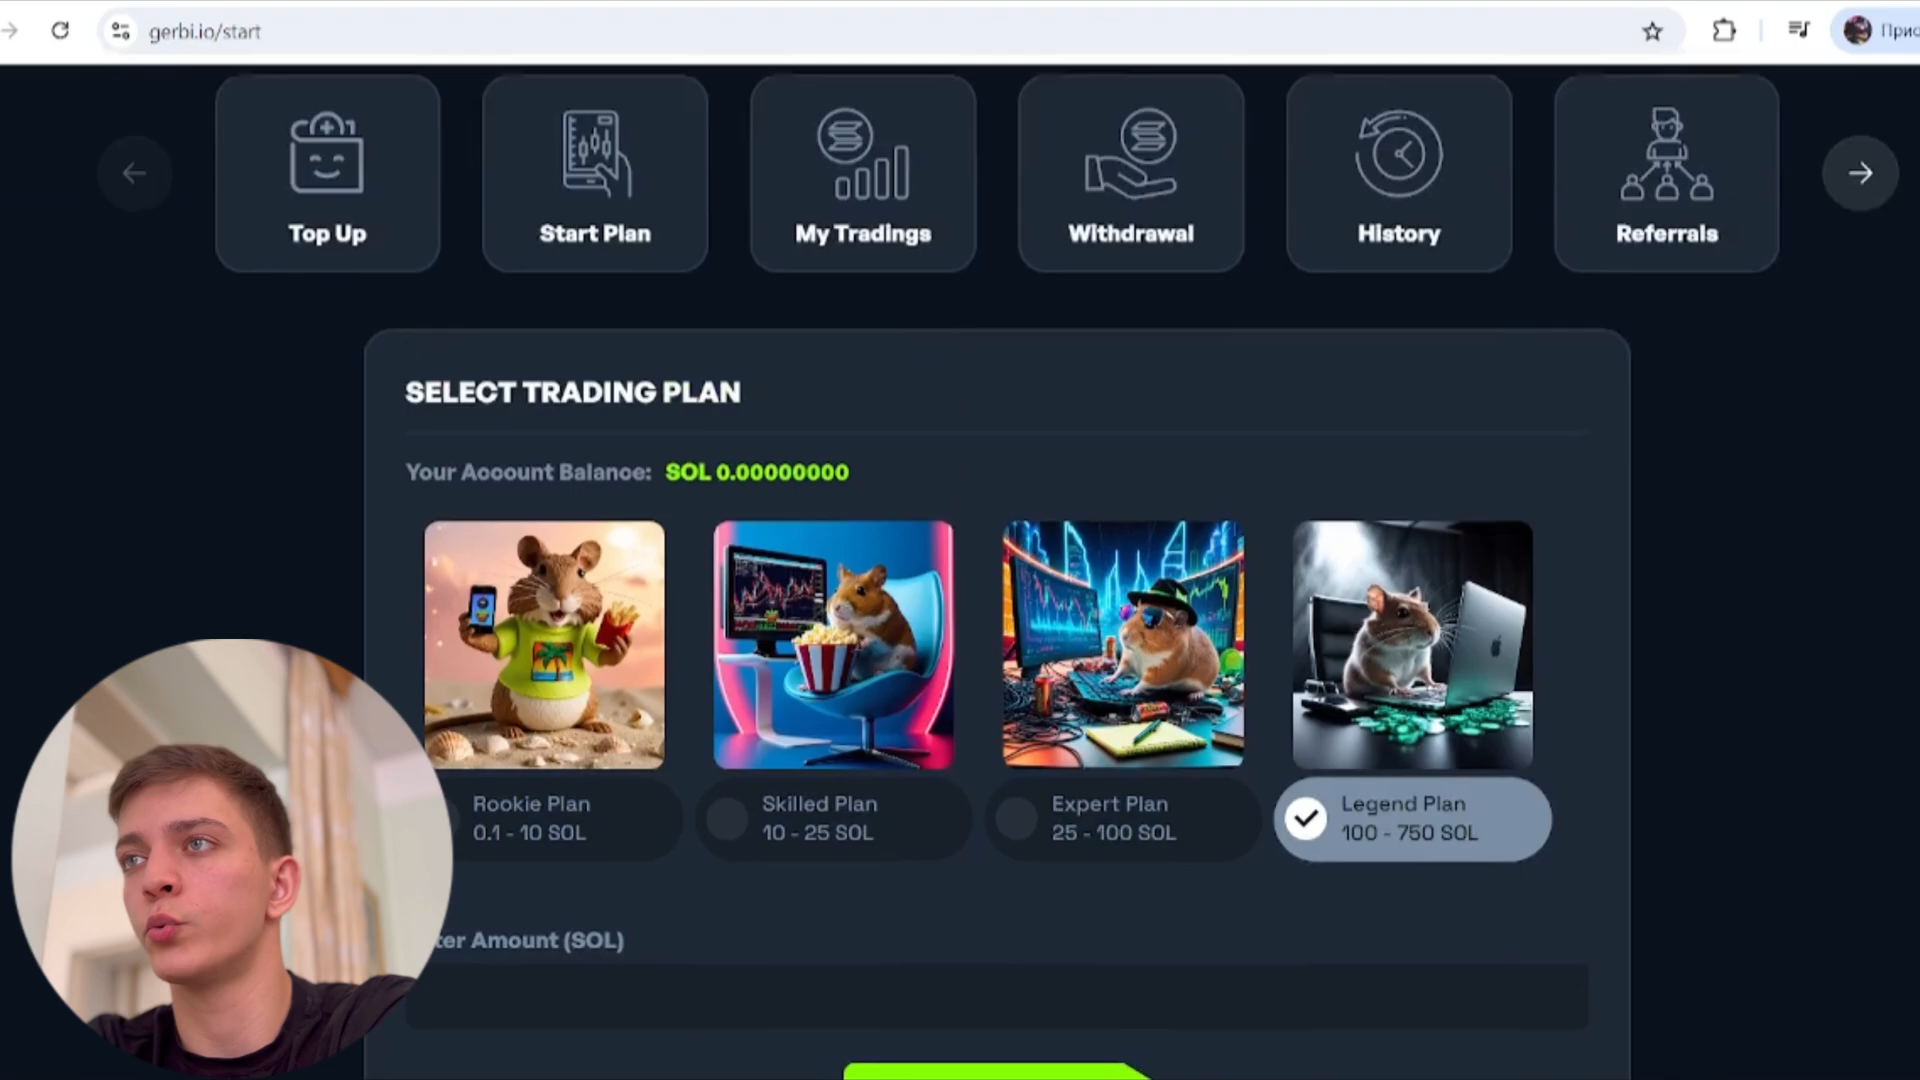 gerbi.io/start
Top Up
Start Plan
My Tradings
Withdrawal
History
Referrals
SELECT TRADING PLAN
Your Account Balance: SOL 0.00000000
Rookie Plan
0.1 - 10 SOL
Skilled Plan
10 - 25 SOL
Expert Plan
25 - 100 SOL
Legend Plan
100 - 750 SOL
ter Amount (SOL)